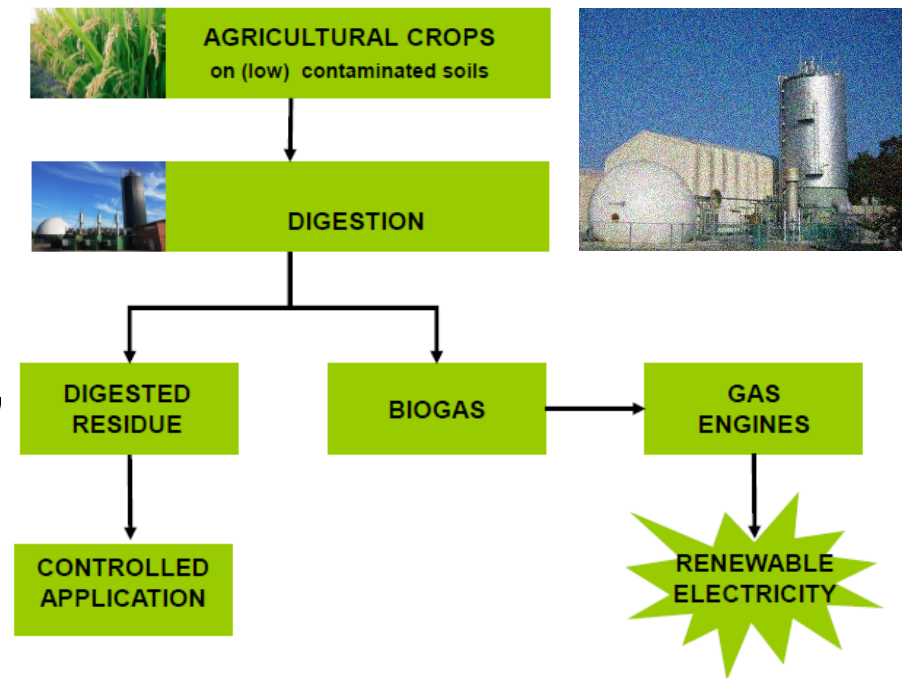 AGRICULTURAL CROPS
on (low) contaminated soils
DIGESTION
DIGESTED
RESIDUE
BIOGAS
GAS
ENGINES
CONTROLLED
APPLICATION
RENEWABLE
ELECTRICITY